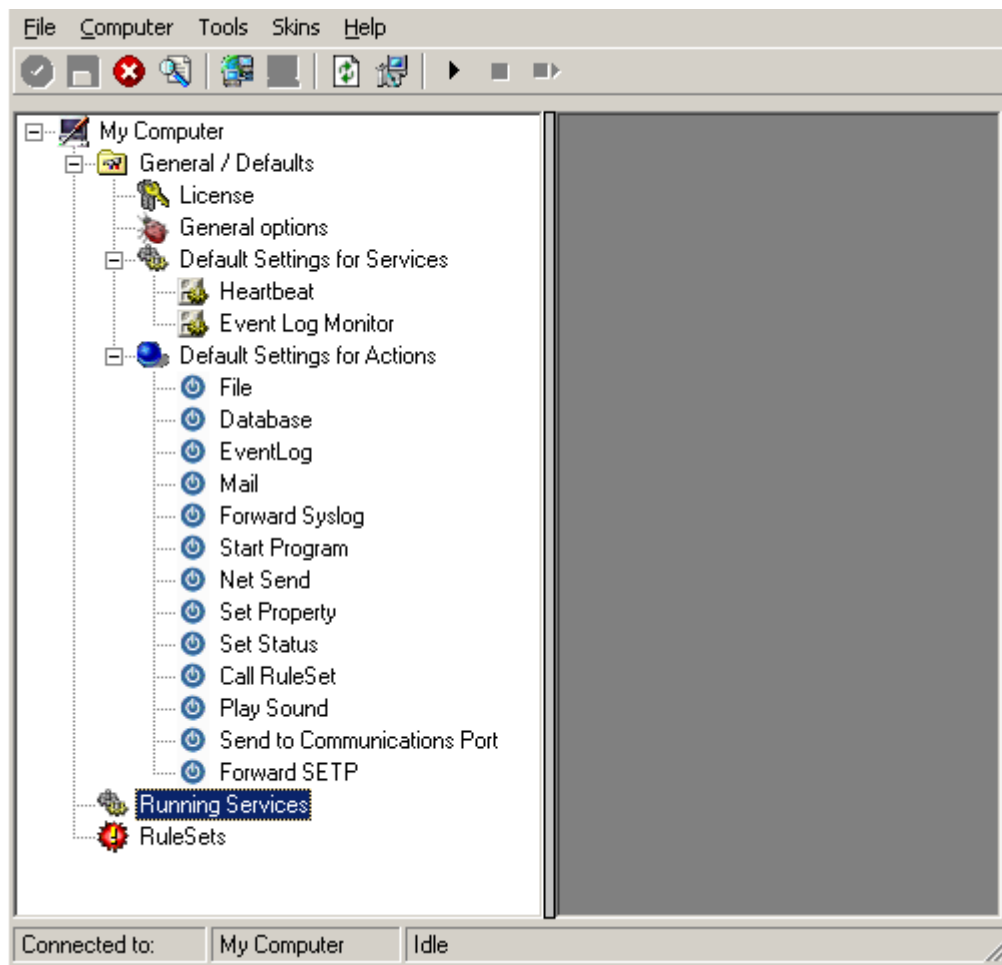 File Computer Tools Skins Help
My Computer
General / Defaults
License
General options
Default Settings for Services
Heartbeat
Event Log Monitor
Default Settings for Actions
File
Database
EventLog
Mail
Forward Syslog
Start Program
Net Send
Set Property
Set Status
Call RuleSet
Play Sound
Send to Communications Port
Forward SETP
Running Services
RuleSets
Connected to: My Computer Idle